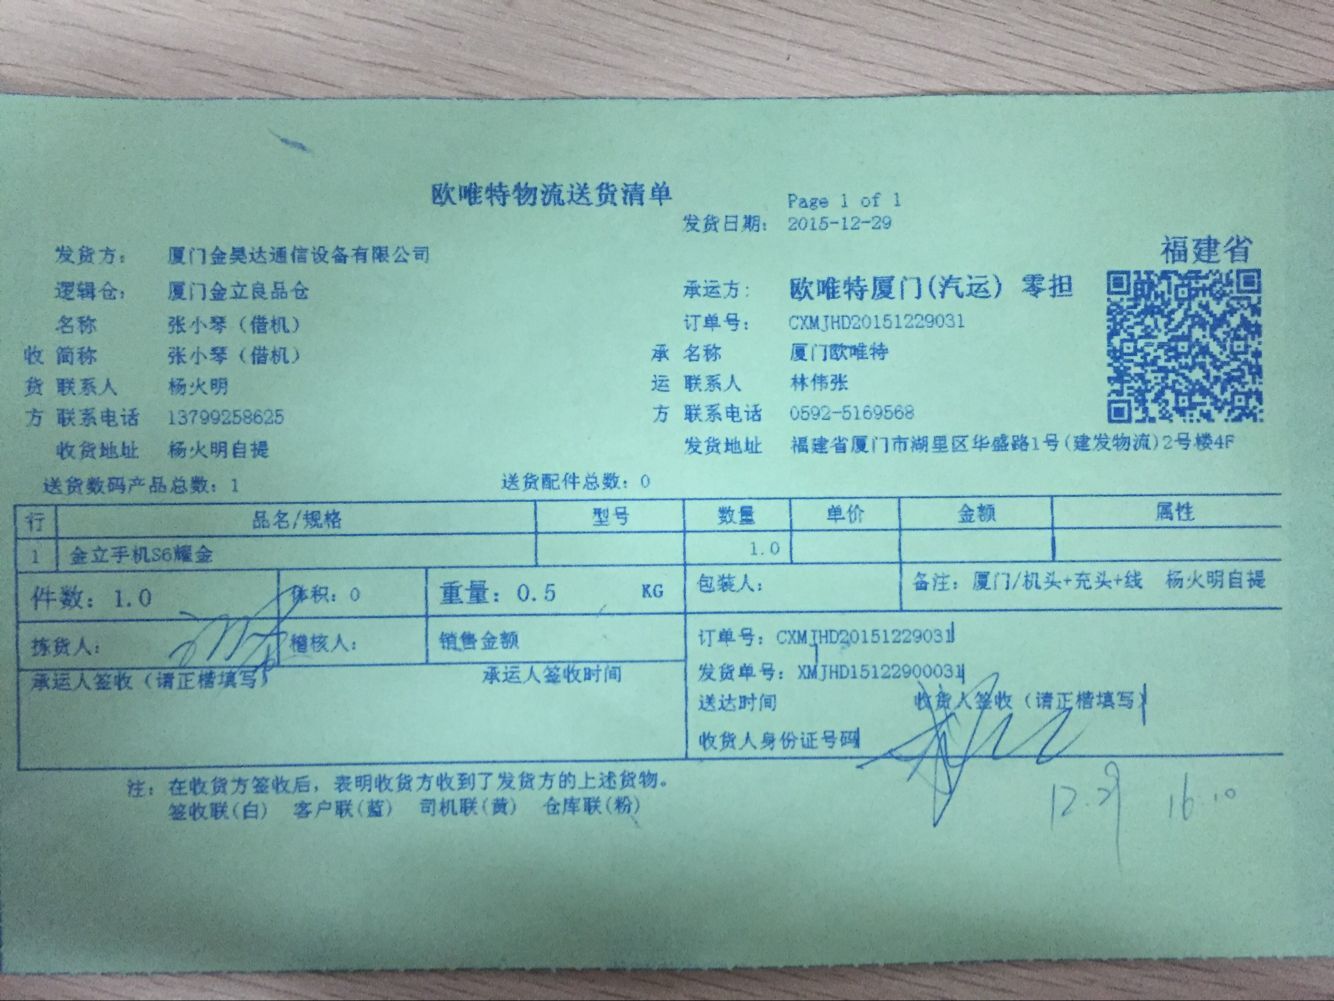 欧唯特物流送货清单
Page 1 of 1
发货日期： 2015-12-29
福建省
发货方： 厦门金昊达通信设备有限公司
逻辑仓： 厦门金立良品仓
承运方： 欧唯特厦门(汽运) 零担
名称 张小琴（借机）
订单号： CXMJHD20151229031
收 简称 张小琴（借机）
承 名称 厦门欧唯特
货 联系人 杨火明
运 联系人 林伟张
方 联系电话 13799258625
方 联系电话 0592-5169568
收货地址 杨火明自提
发货地址 福建省厦门市湖里区华盛路1号(建发物流)2号楼4F
送货数码产品总数：1 送货配件总数：0
行 品名/规格 型号 数量 单价 金额 属性
1 金立手机S6耀金 1.0
件数：1.0 体积：0 重量：0.5 KG 包装人： 备注：厦门/机头+充头+线 杨火明自提
拣货人： 稽核人： 销售金额
订单号：CXMJHD20151229031
承运人签收（请正楷填写） 承运人签收时间
发货单号：XMJHD15122900031
送达时间 收货人签收（请正楷填写）
收货人身份证号码
注：在收货方签收后，表明收货方收到了发货方的上述货物。
签收联(白) 客户联(蓝) 司机联(黄) 仓库联(粉)
12.29 16:10